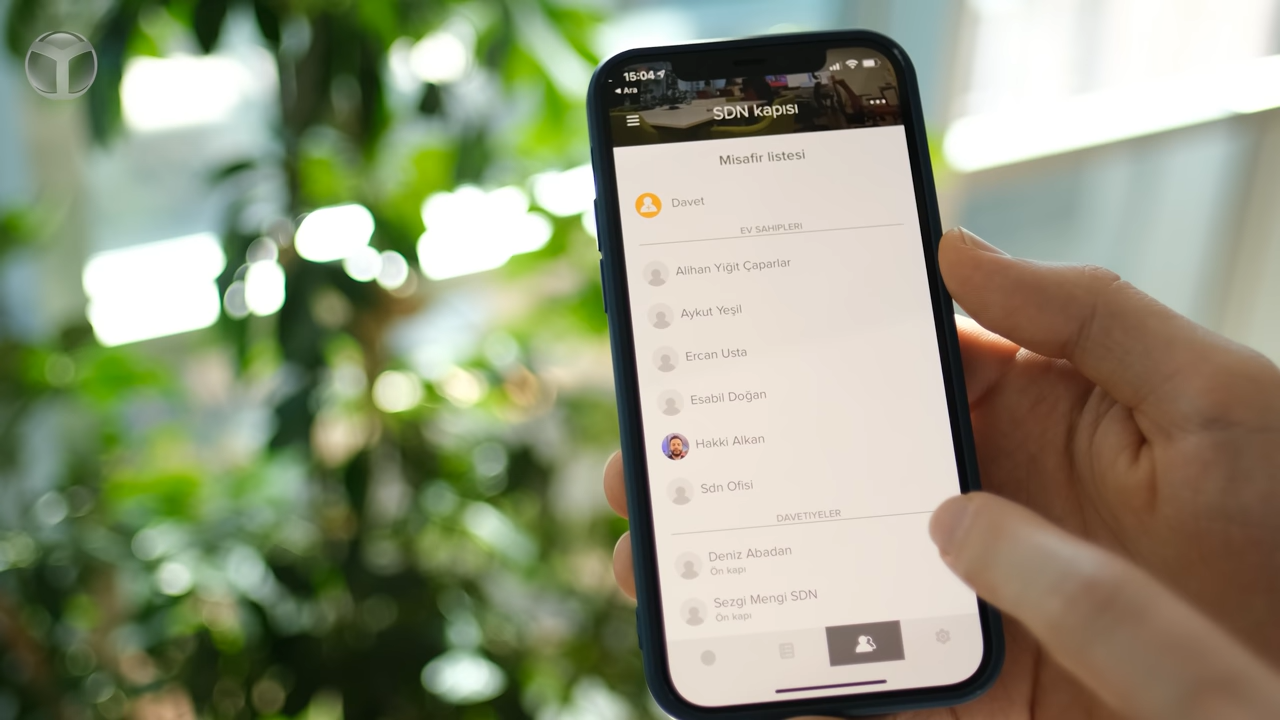 15:04
◄ Ara
SDN kapısı
Misafir listesi
Davet
EV SAHIPLERI
Alihan Yiğit Çaparlar
Aykut Yeşil
Ercan Usta
Esabil Doğan
Hakki Alkan
Sdn Ofisi
DAVETIYELER
Deniz Abadan
Ön kapı
Sezgi Mengi SDN
Ön kapı